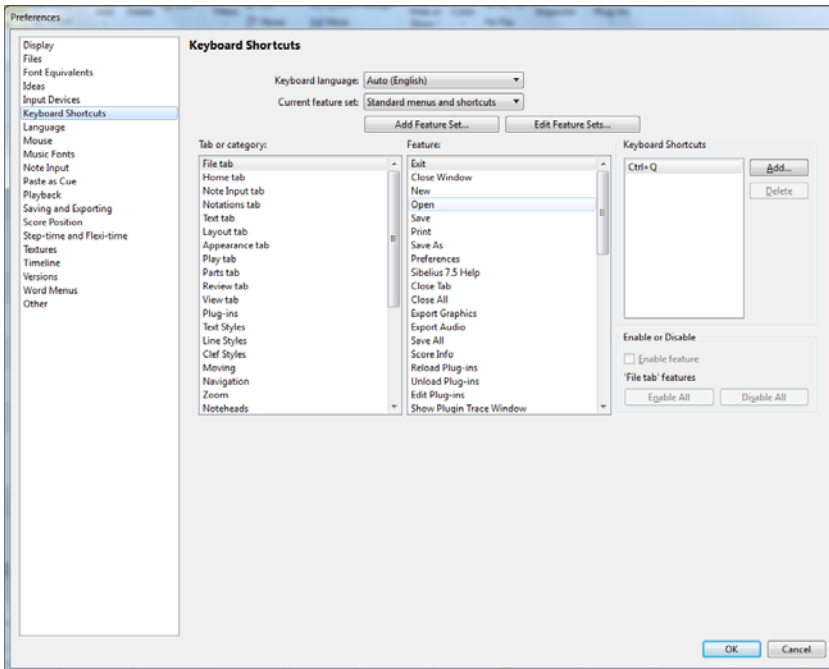 Preferences
Display
Files
Font Equivalents
Ideas
Input Devices
Keyboard Shortcuts
Language
Mouse
Music Fonts
Note Input
Paste as Cue
Playback
Saving and Exporting
Score Position
Step-time and Flexi-time
Textures
Timeline
Versions
Word Menus
Other
Keyboard Shortcuts
Keyboard language: Auto (English)
Current feature set: Standard menus and shortcuts
Add Feature Set... Edit Feature Sets...
Tab or category:
File tab
Home tab
Note Input tab
Notations tab
Text tab
Layout tab
Appearance tab
Play tab
Parts tab
Review tab
View tab
Plug-ins
Text Styles
Line Styles
Clef Styles
Moving
Navigation
Zoom
Noteheads
Feature:
Exit
Close Window
New
Open
Save
Print
Save As
Preferences
Sibelius 7.5 Help
Close Tab
Close All
Export Graphics
Export Audio
Save All
Score Info
Reload Plug-ins
Unload Plug-ins
Edit Plug-ins
Show Plugin Trace Window
Keyboard Shortcuts
Ctrl+Q
Add...
Delete
Enable or Disable
Enable feature
'File tab' features
Enable All Disable All
OK Cancel